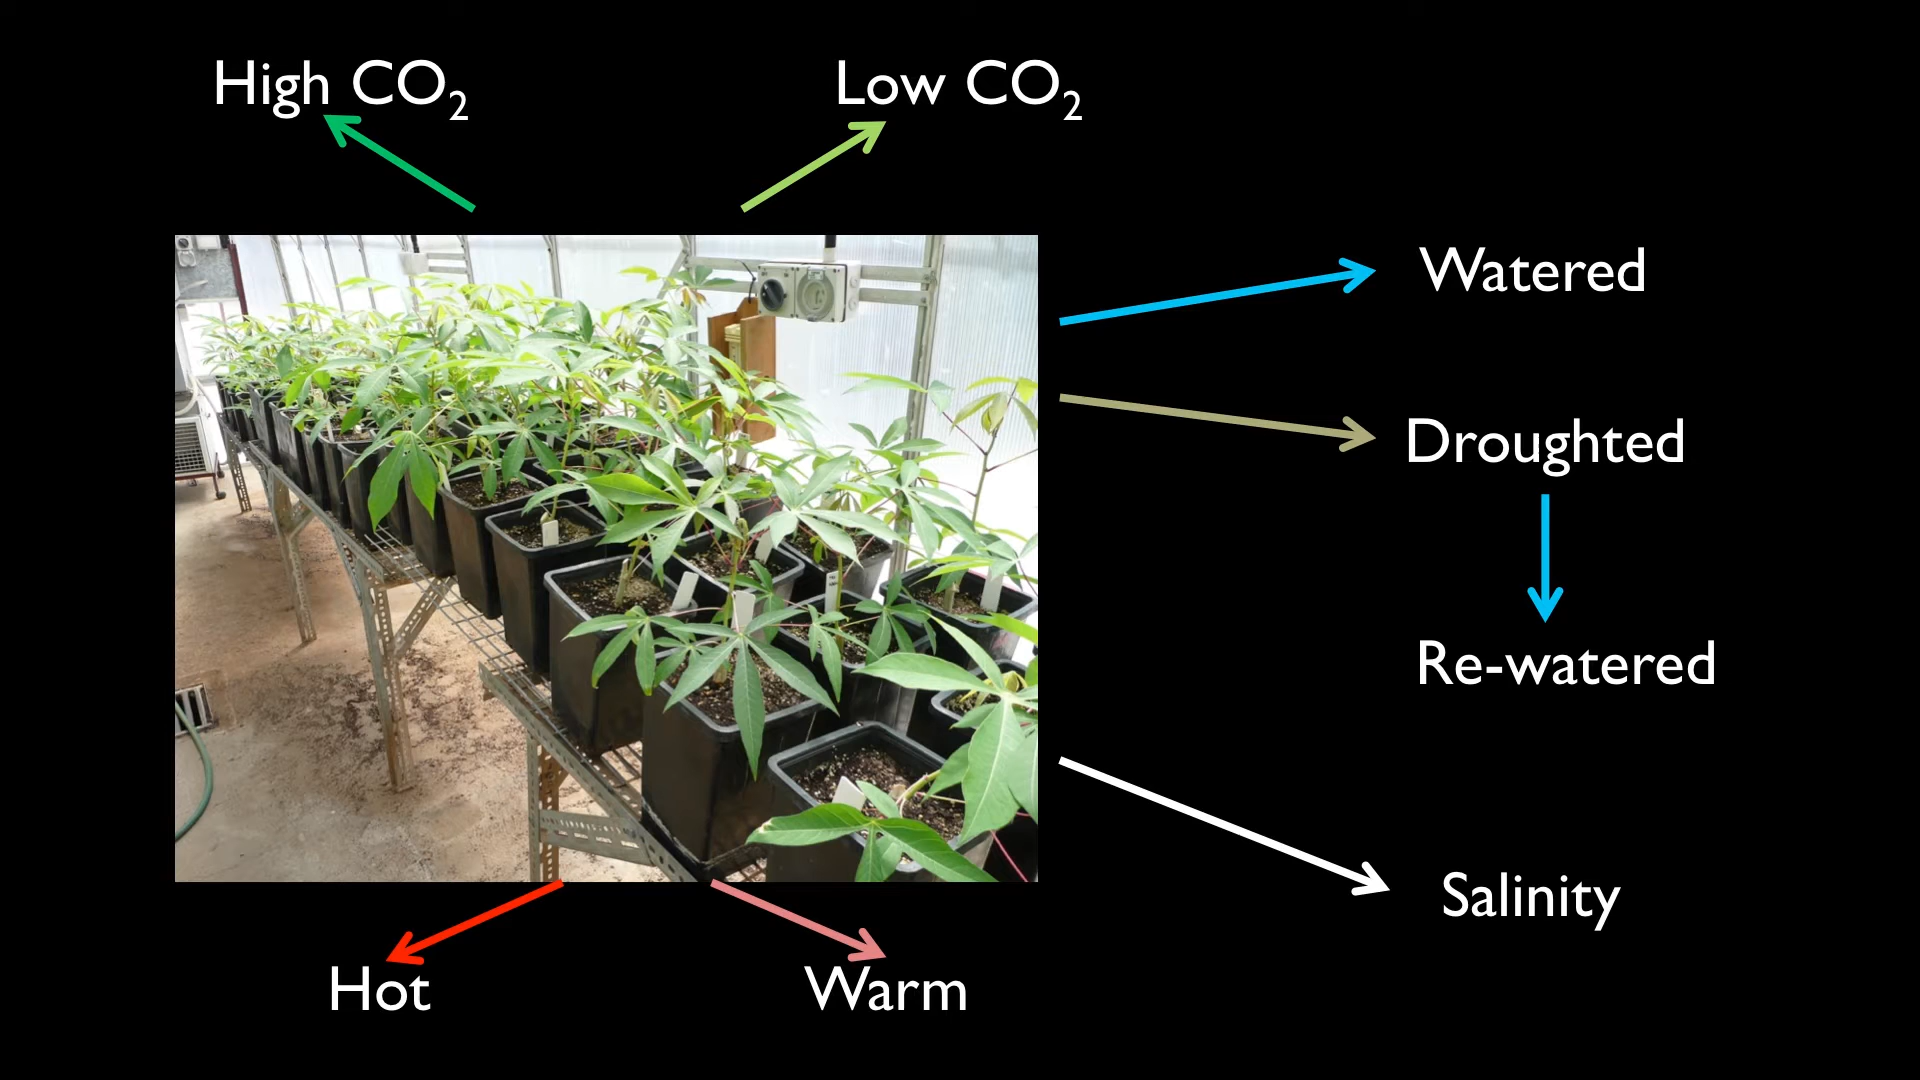 High CO₂
Low CO₂
Watered
Droughted
Re-watered
Salinity
Hot
Warm